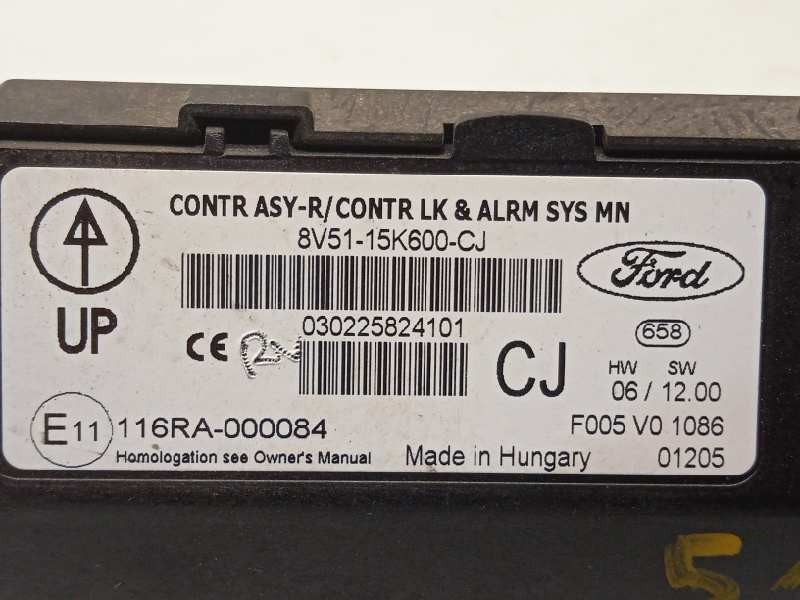 CONTR ASY-R/CONTR LK & ALRM SYS MN
8V51-15K600-CJ
Ford
UP
030225824101
658
CE
CJ
HW SW
06 / 12.00
E11 116RA-000084
F005 V0 1086
Homologation see Owner's Manual
Made in Hungary
01205